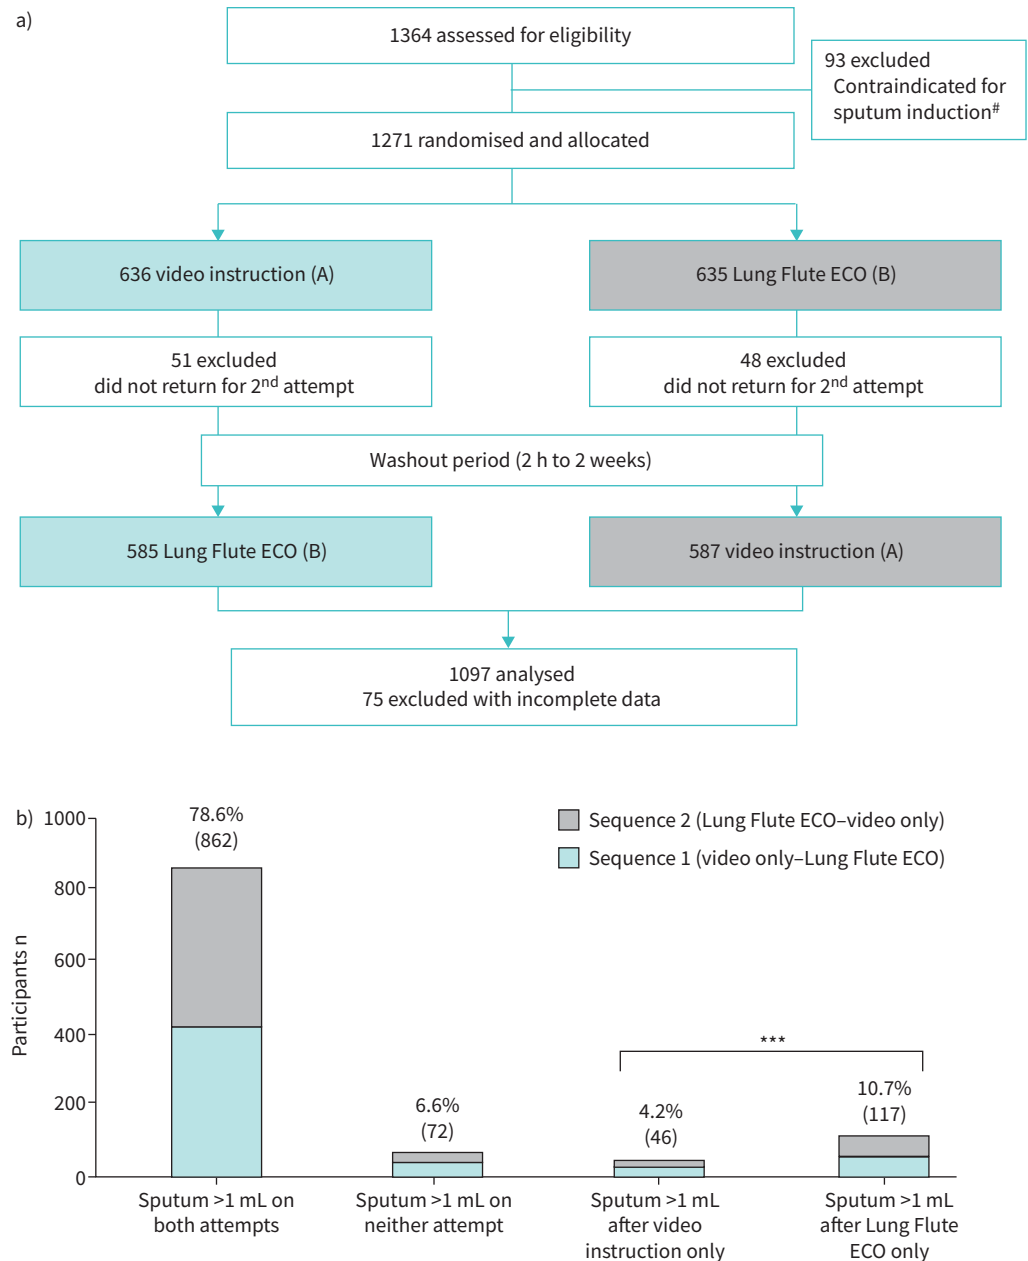 a)
1364 assessed for eligibility
93 excluded
Contraindicated for
sputum induction#
1271 randomised and allocated
636 video instruction (A)
635 Lung Flute ECO (B)
51 excluded
did not return for 2nd attempt
48 excluded
did not return for 2nd attempt
Washout period (2 h to 2 weeks)
585 Lung Flute ECO (B)
587 video instruction (A)
1097 analysed
75 excluded with incomplete data
b)
Participants n
1000
800
600
400
200
0
Sequence 2 (Lung Flute ECO–video only)
Sequence 1 (video only–Lung Flute ECO)
78.6%
(862)
6.6%
(72)
4.2%
(46)
10.7%
(117)
***
Sputum >1 mL on
both attempts
Sputum >1 mL on
neither attempt
Sputum >1 mL
after video
instruction only
Sputum >1 mL
after Lung Flute
ECO only